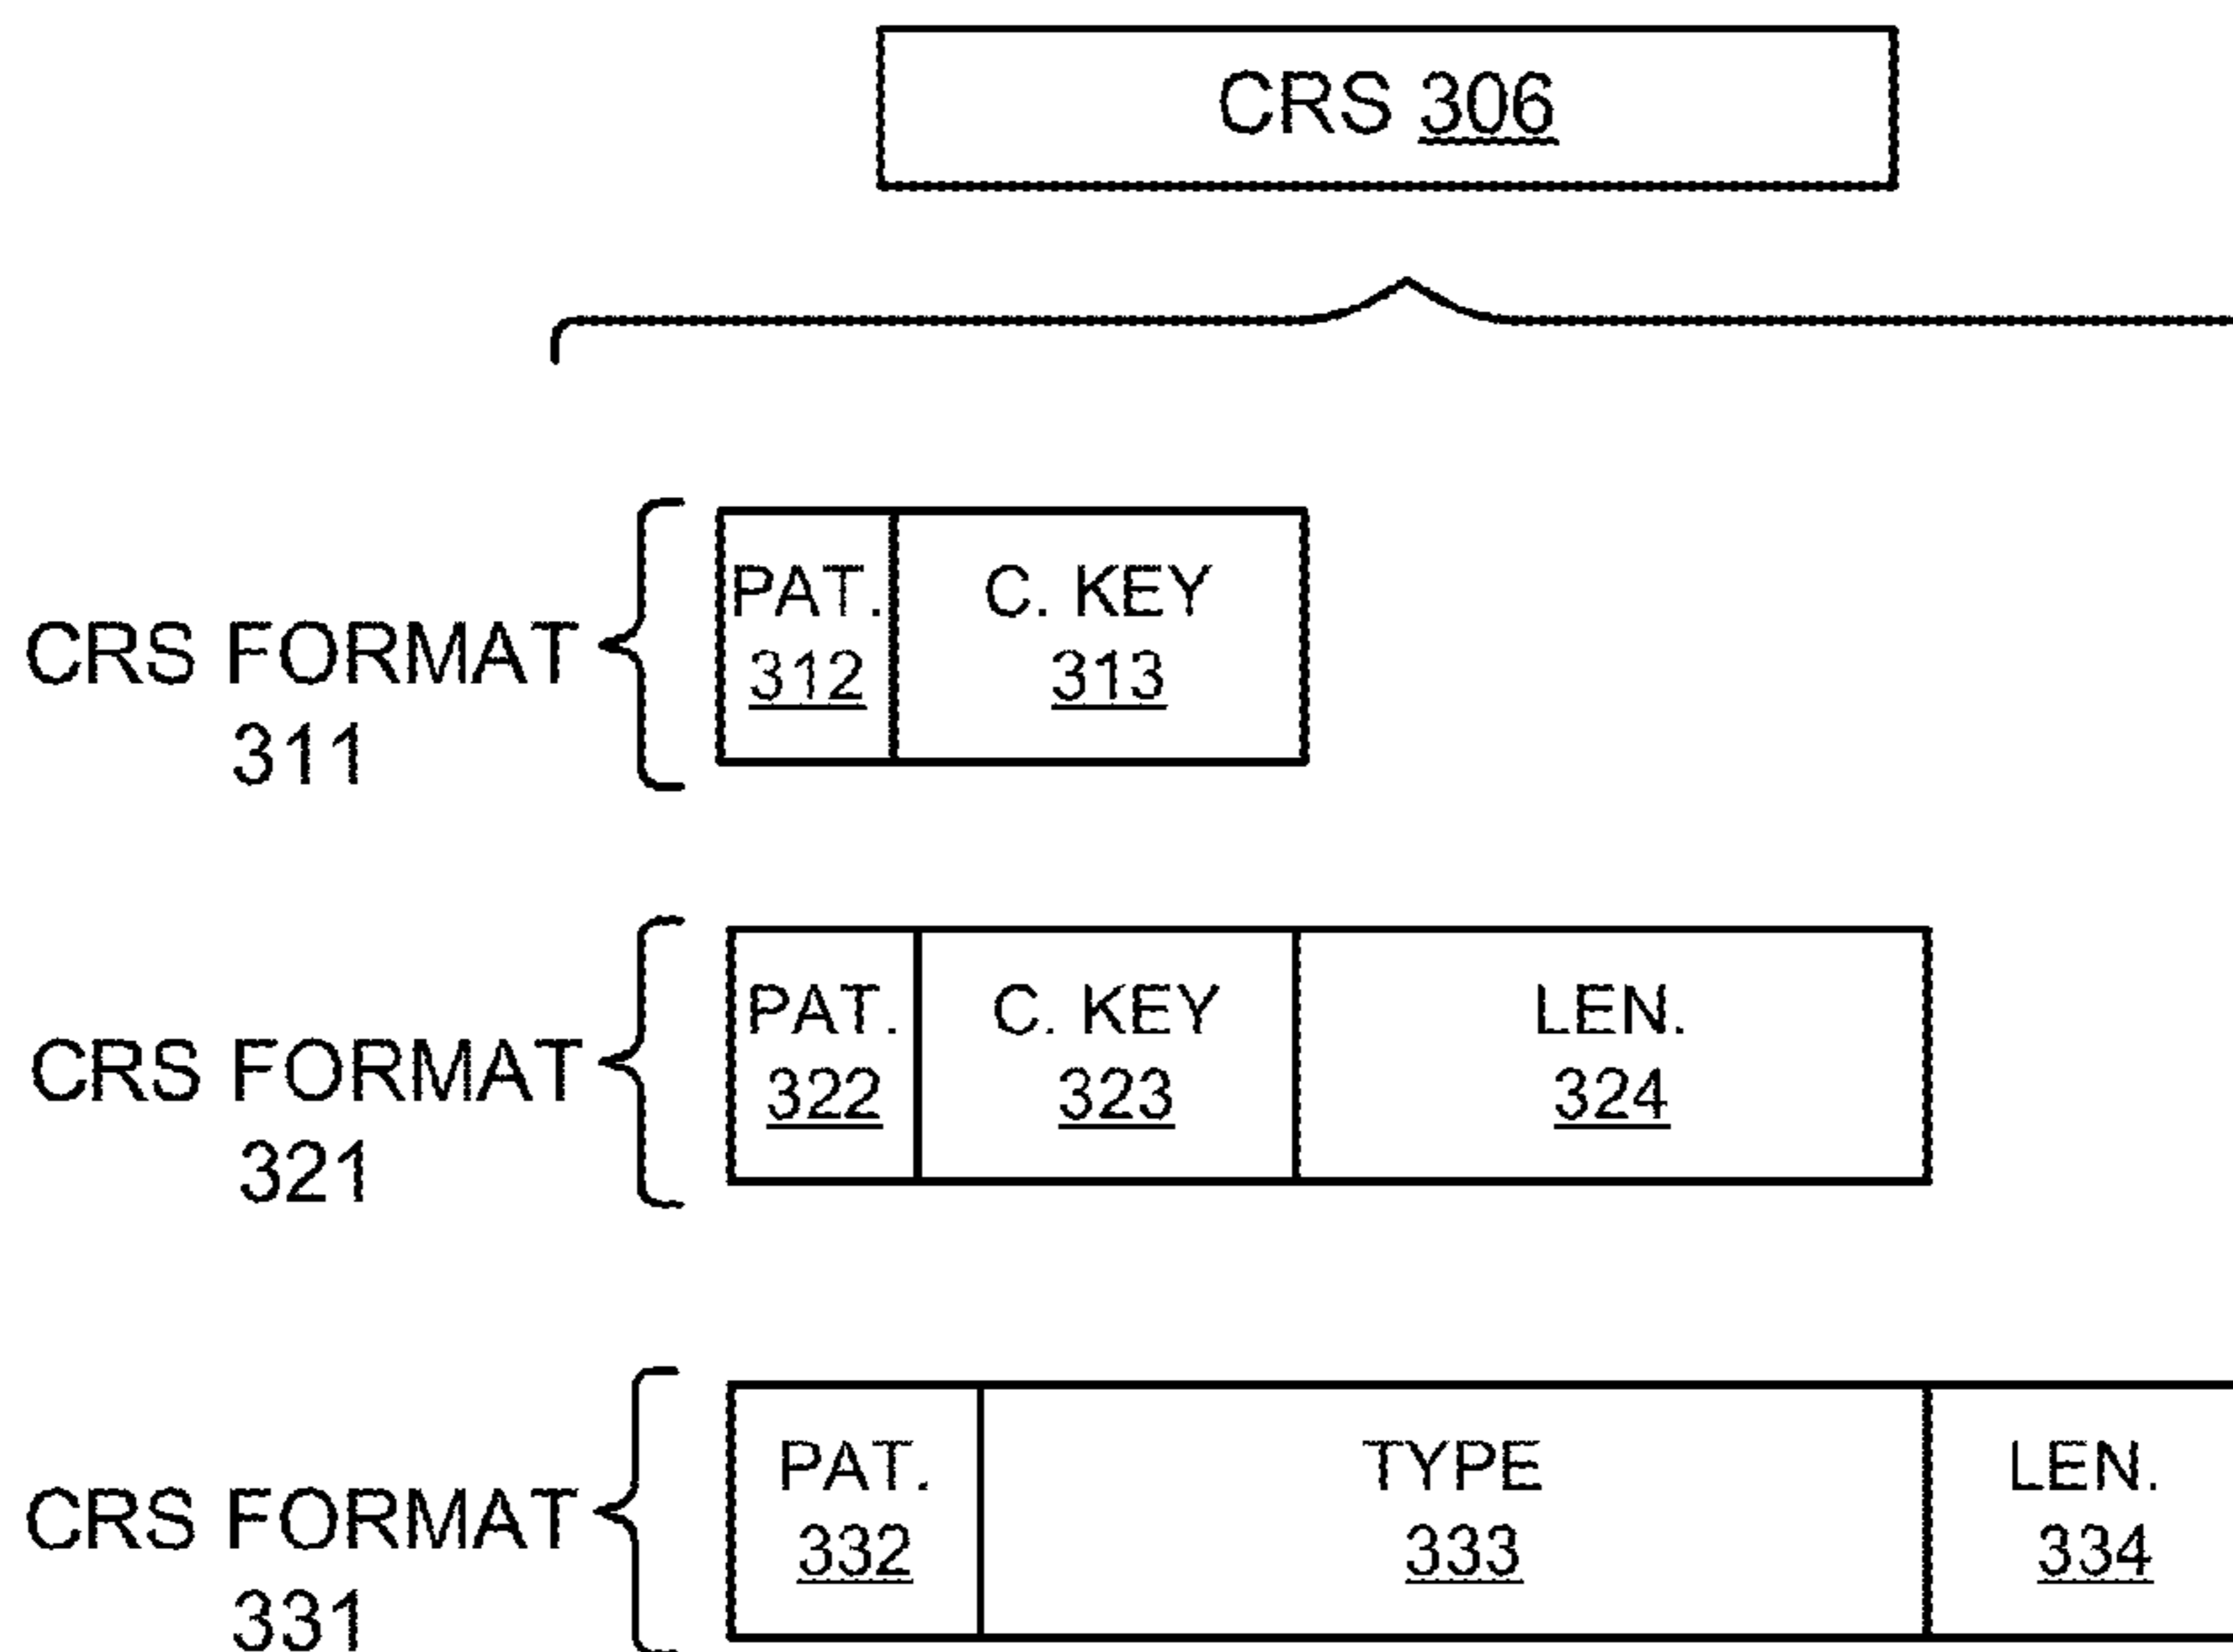 CRS 306
CRS FORMAT
311
PAT.
312
C. KEY
313
CRS FORMAT
321
PAT.
322
C. KEY
323
LEN.
324
CRS FORMAT
331
PAT.
332
TYPE
333
LEN.
334